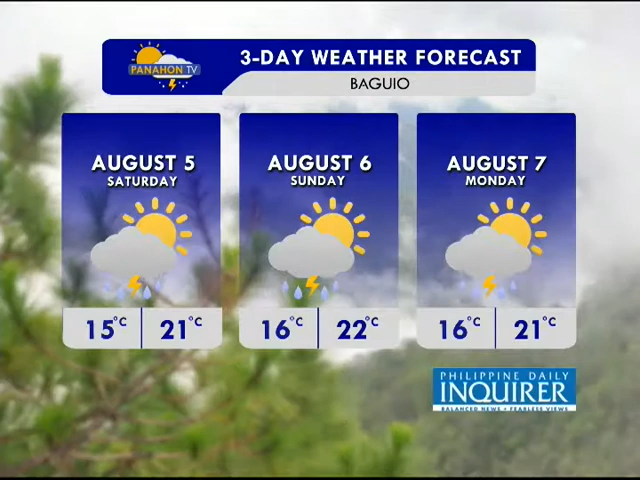 PANAHON TV
3-DAY WEATHER FORECAST
BAGUIO
AUGUST 5
SATURDAY
15°C
21°C
AUGUST 6
SUNDAY
16°C
22°C
AUGUST 7
MONDAY
16°C
21°C
PHILIPPINE DAILY
INQUIRER
BALANCED NEWS • FEARLESS VIEWS